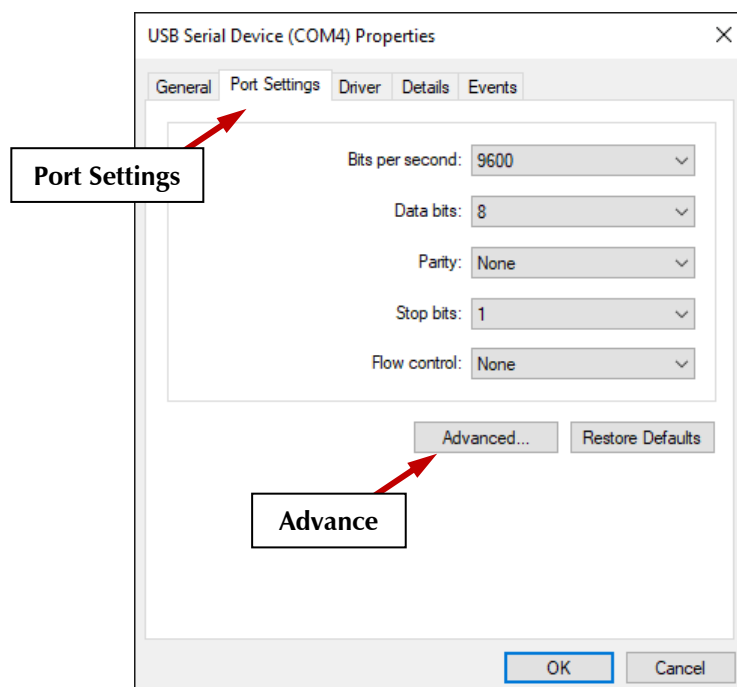 USB Serial Device (COM4) Properties
General Port Settings Driver Details Events
Port Settings
Bits per second: 9600
Data bits: 8
Parity: None
Stop bits: 1
Flow control: None
Advanced... Restore Defaults
Advance
OK Cancel